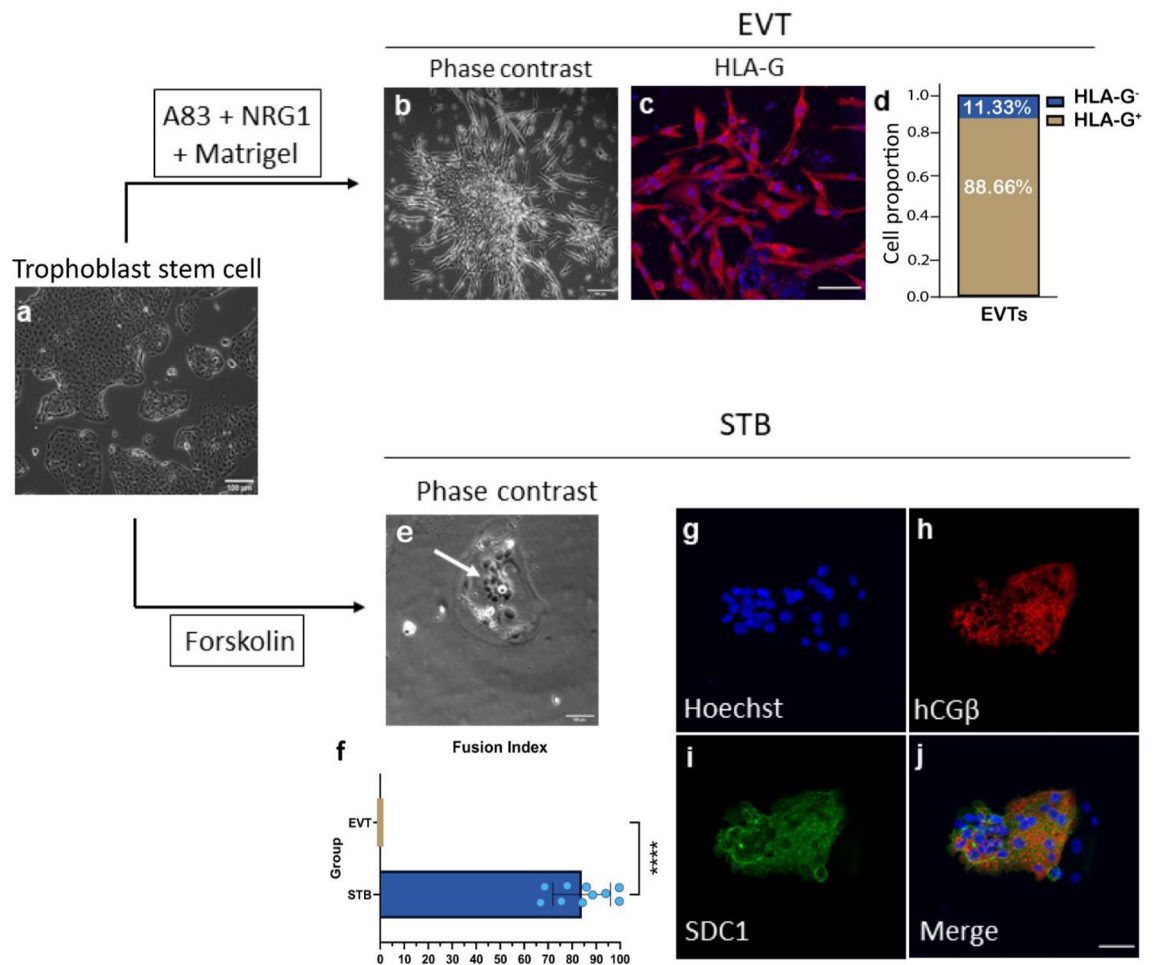 EVT
Phase contrast
HLA-G
A83 + NRG1
+ Matrigel
b
c
d
1.0
0.8
0.6
0.4
0.2
0.0
Cell proportion
11.33%
88.66%
HLA-G⁻
HLA-G⁺
EVTs
Trophoblast stem cell
a
100 µm
STB
Phase contrast
Forskolin
e
g
Hoechst
h
hCGβ
i
SDC1
j
Merge
f
Fusion Index
Group
EVT
STB
****
0 10 20 30 40 50 60 70 80 90 100